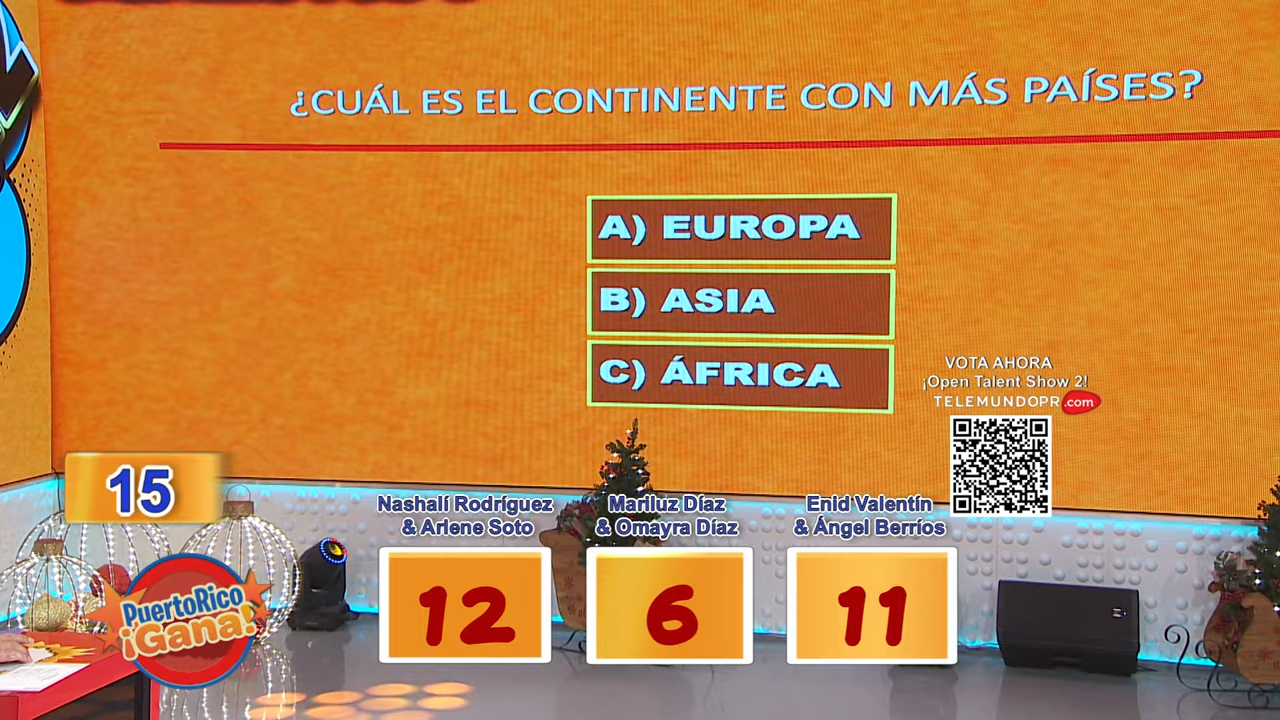 ¿CUÁL ES EL CONTINENTE CON MÁS PAÍSES?
A) EUROPA
B) ASIA
C) ÁFRICA
VOTA AHORA
¡Open Talent Show 2!
TELEMUNDOPR.com
15
Nashalí Rodríguez
& Arlene Soto
Mariluz Díaz
& Omayra Díaz
Enid Valentín
& Ángel Berríos
12
6
11
PuertoRico
¡Gana!